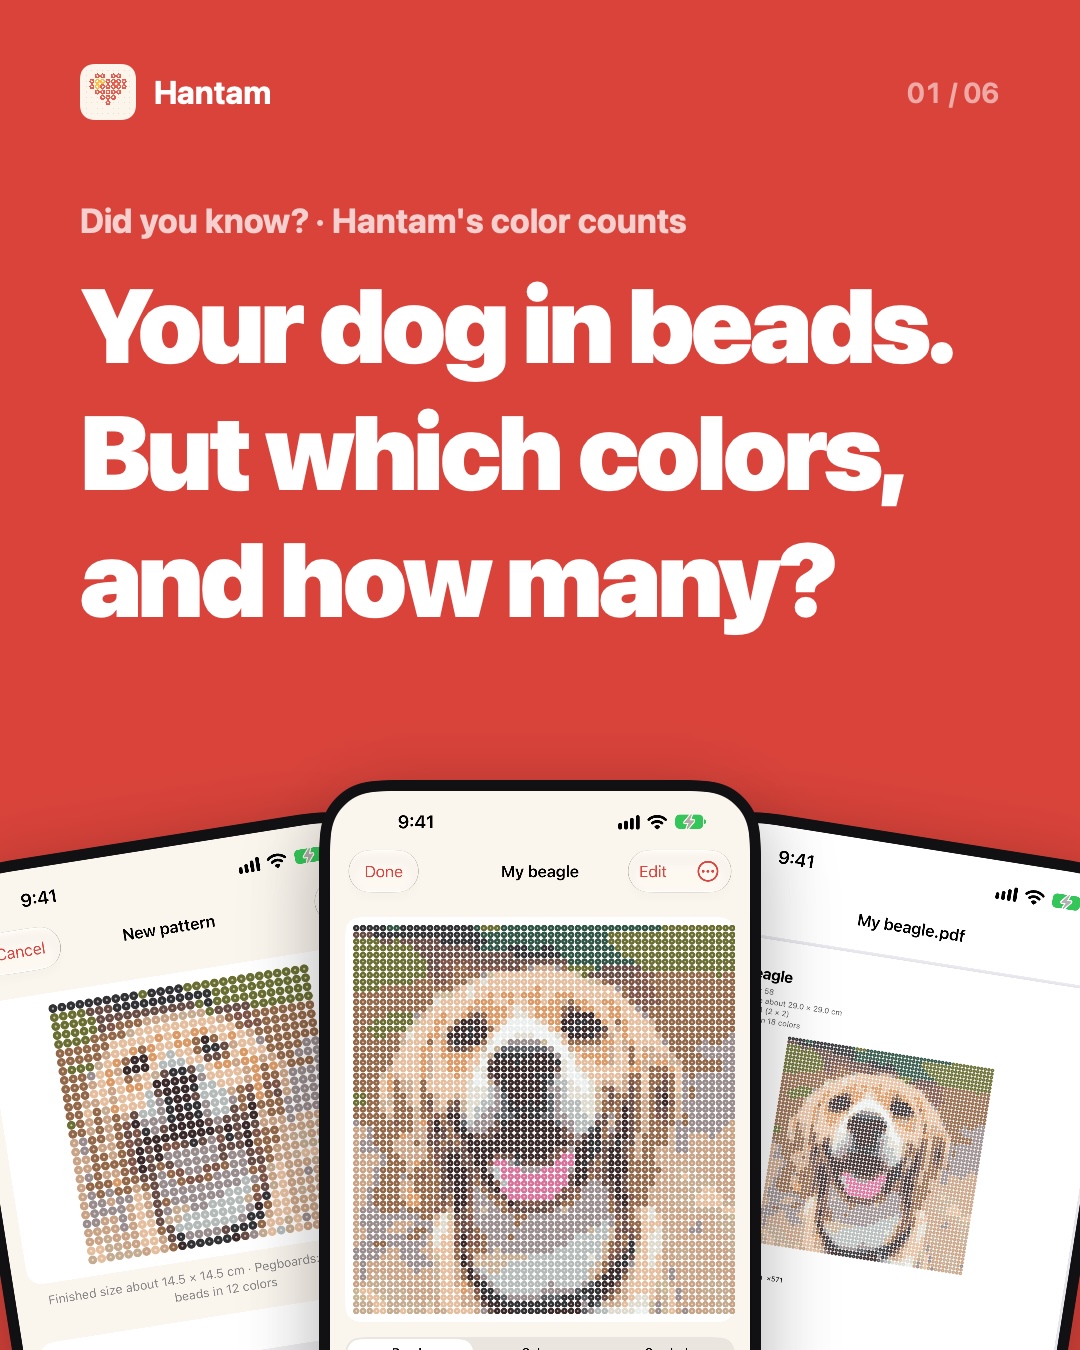 Hantam
01 / 06
Did you know? · Hantam's color counts
Your dog in beads.
But which colors,
and how many?
9:41
Cancel
New pattern
Finished size about 14.5 x 14.5 cm · Pegboards:
beads in 12 colors
9:41
Done
My beagle
Edit
9:41
My beagle.pdf
eagle
58
about 29.0 × 29.0 cm
(2 × 2)
18 colors
×571